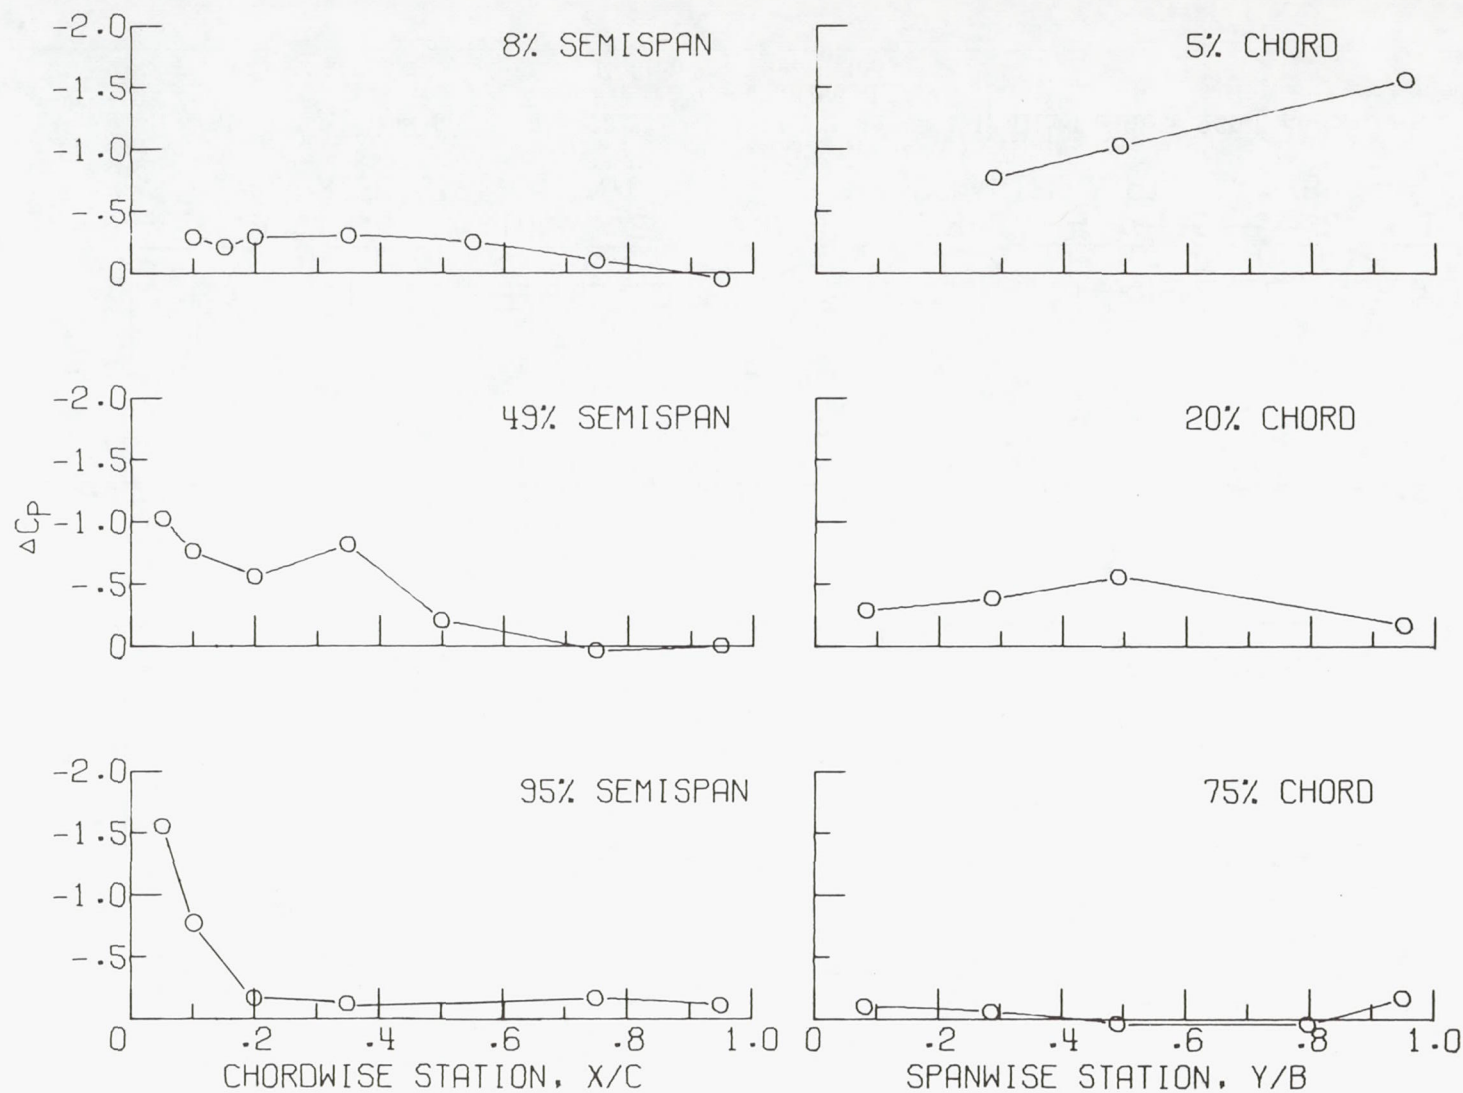 -2.0
-1.5
-1.0
-.5
0
8% SEMISPAN
5% CHORD
-2.0
-1.5
-1.0
-.5
0
ΔCP
49% SEMISPAN
20% CHORD
-2.0
-1.5
-1.0
-.5
95% SEMISPAN
75% CHORD
0 .2 .4 .6 .8 1.0
CHORDWISE STATION, X/C
0 .2 .4 .6 .8 1.0
SPANWISE STATION, Y/B